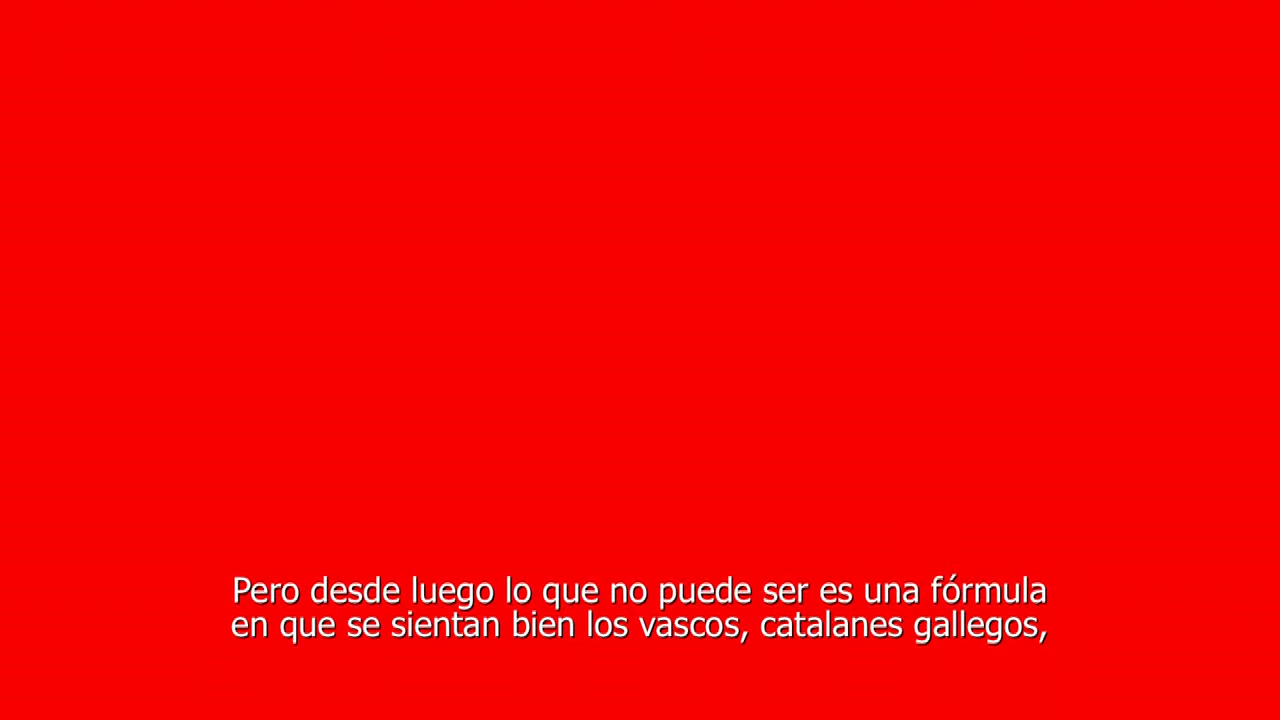 Pero desde luego lo que no puede ser es una fórmula
en que se sientan bien los vascos, catalanes gallegos,